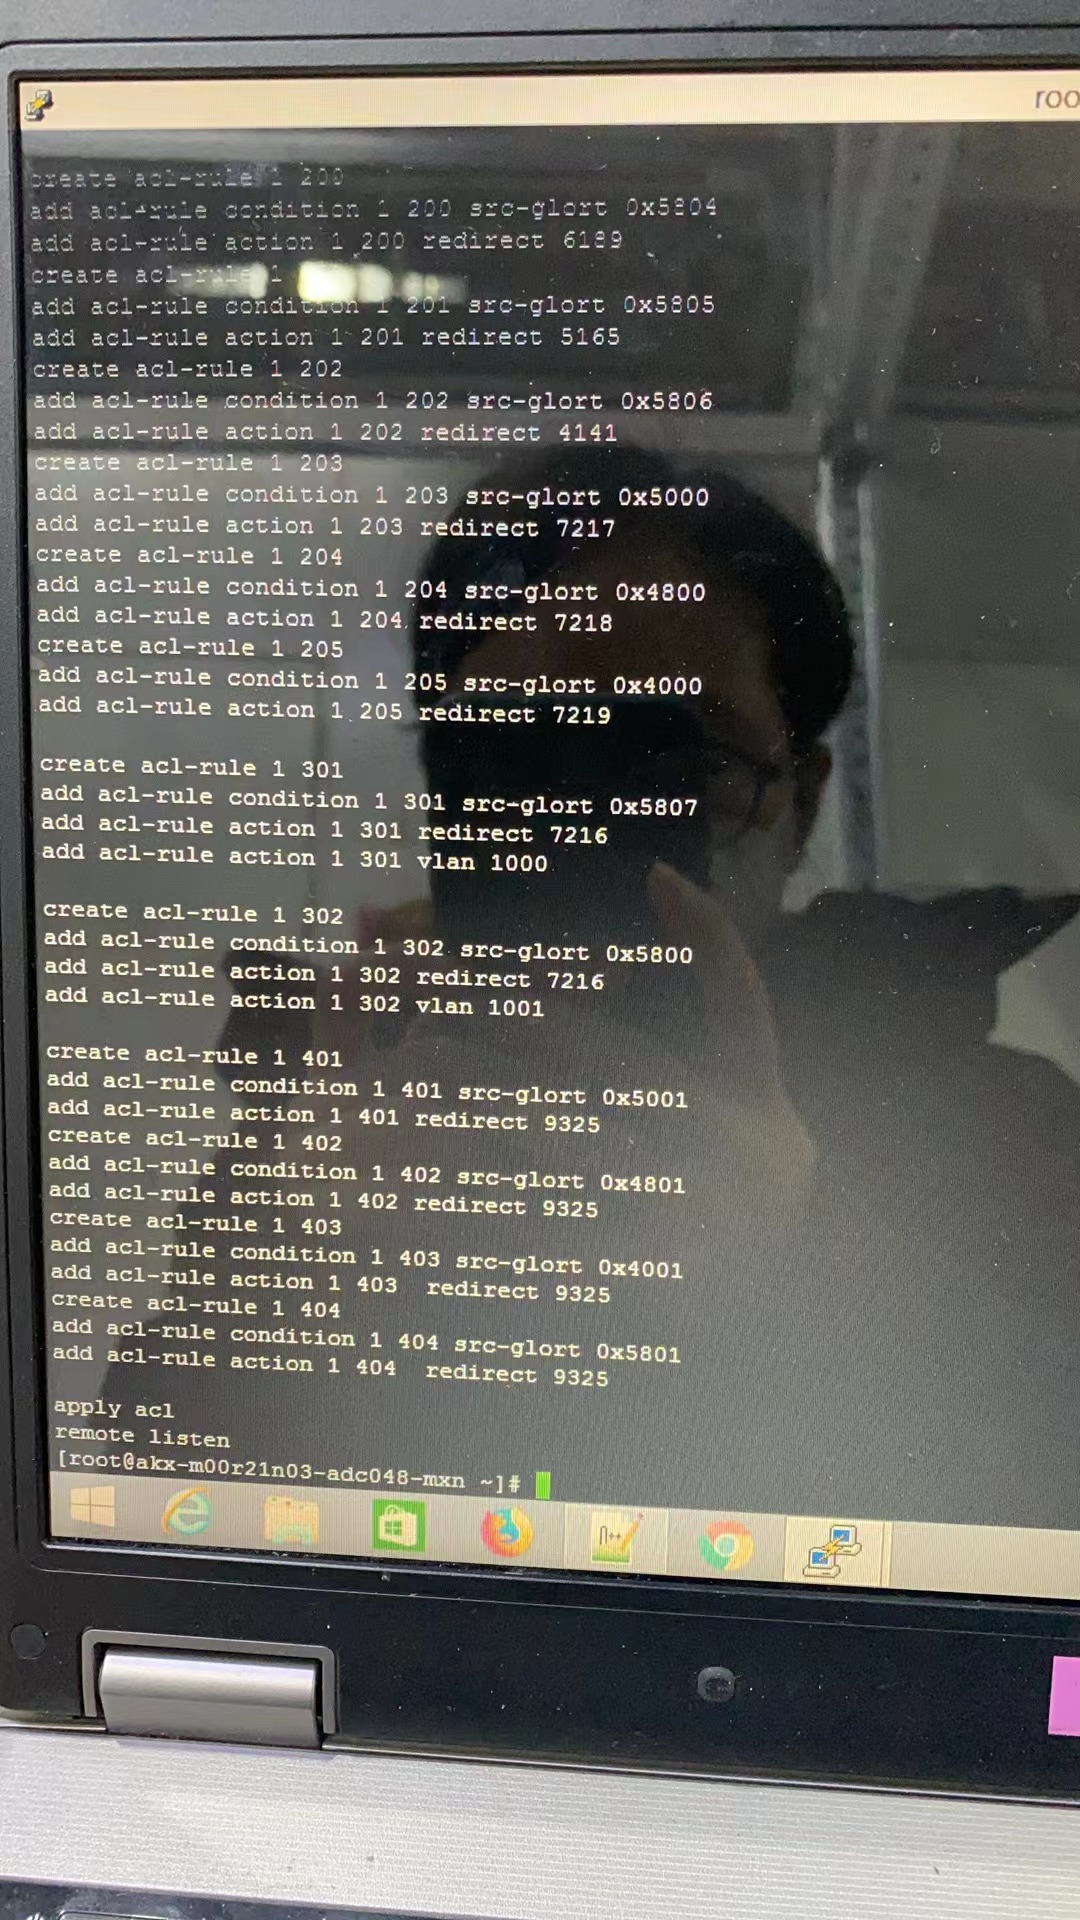 roo
create acl-rule 1 200
add acl-rule condition 1 200 src-glort 0x5804
add acl-rule action 1 200 redirect 6189
create acl-rule 1
add acl-rule condition 1 201 src-glort 0x5805
add acl-rule action 1 201 redirect 5165
create acl-rule 1 202
add acl-rule condition 1 202 src-glort 0x5806
add acl-rule action 1 202 redirect 4141
create acl-rule 1 203
add acl-rule condition 1 203 src-glort 0x5000
add acl-rule action 1 203 redirect 7217
create acl-rule 1 204
add acl-rule condition 1 204 src-glort 0x4800
add acl-rule action 1 204 redirect 7218
create acl-rule 1 205
add acl-rule condition 1 205 src-glort 0x4000
add acl-rule action 1 205 redirect 7219
create acl-rule 1 301
add acl-rule condition 1 301 src-glort 0x5807
add acl-rule action 1 301 redirect 7216
add acl-rule action 1 301 vlan 1000
create acl-rule 1 302
add acl-rule condition 1 302 src-glort 0x5800
add acl-rule action 1 302 redirect 7216
add acl-rule action 1 302 vlan 1001
create acl-rule 1 401
add acl-rule condition 1 401 src-glort 0x5001
add acl-rule action 1 401 redirect 9325
create acl-rule 1 402
add acl-rule condition 1 402 src-glort 0x4801
add acl-rule action 1 402 redirect 9325
create acl-rule 1 403
add acl-rule condition 1 403 src-glort 0x4001
add acl-rule action 1 403  redirect 9325
create acl-rule 1 404
add acl-rule condition 1 404 src-glort 0x5801
add acl-rule action 1 404  redirect 9325
apply acl
remote listen
[root@akx-m00r21n03-adc048-mxn ~]#